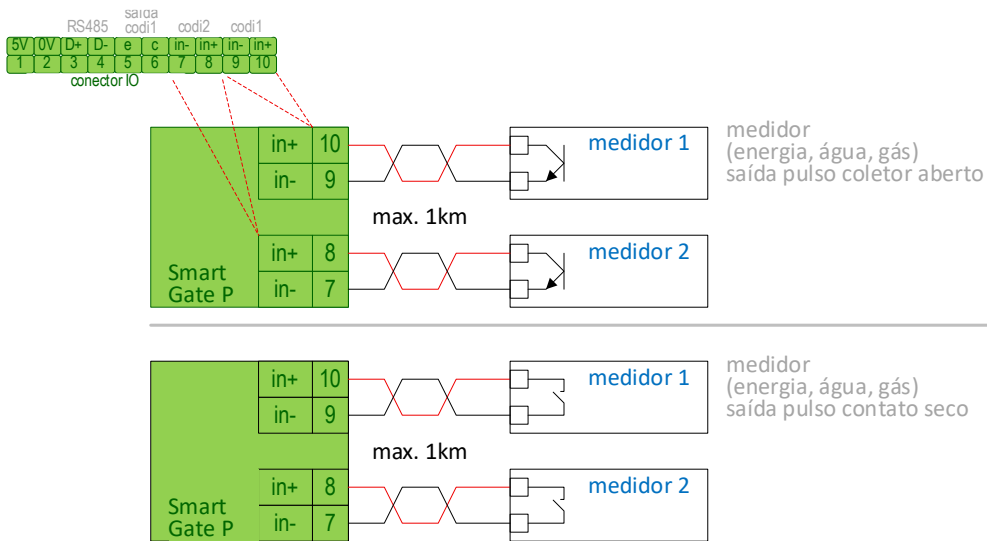 saída
RS485 codi1 codi2 codi1
5V 0V D+ D- e c in- in+ in- in+
1 2 3 4 5 6 7 8 9 10
conector IO
in+ 10
in- 9
medidor 1
medidor
(energia, água, gás)
saída pulso coletor aberto
max. 1km
in+ 8
in- 7
medidor 2
Smart
Gate P
in+ 10
in- 9
medidor 1
medidor
(energia, água, gás)
saída pulso contato seco
max. 1km
in+ 8
in- 7
medidor 2
Smart
Gate P